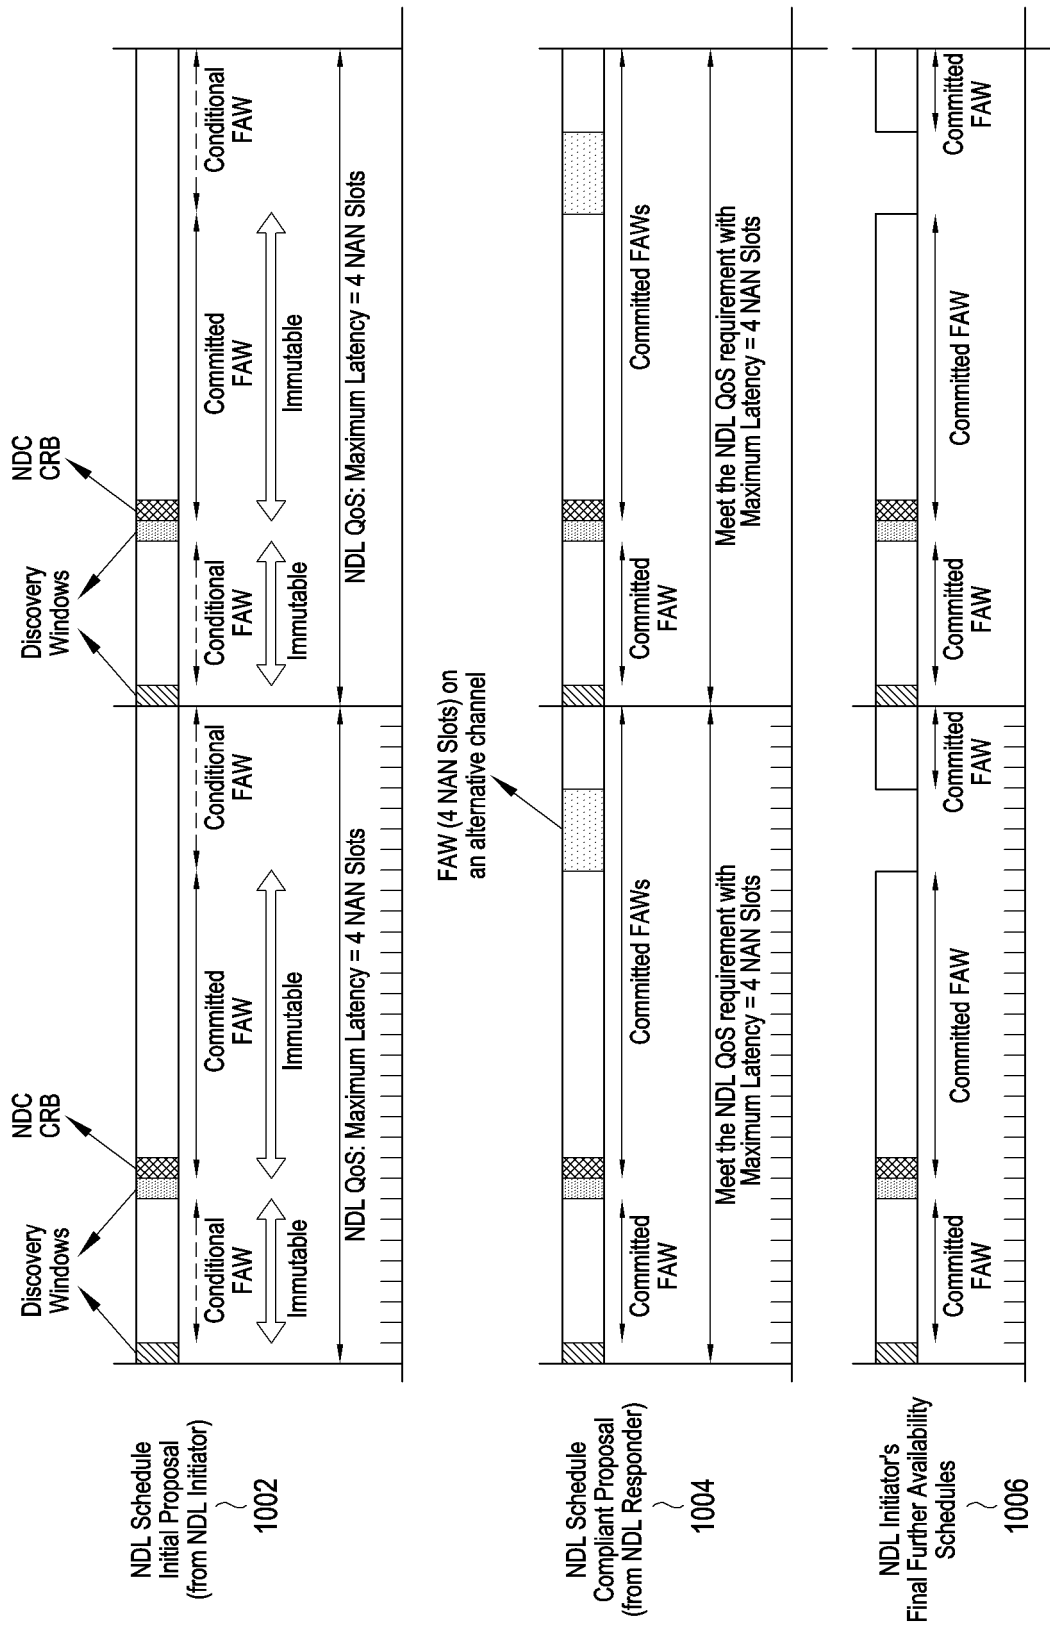 NDL Schedule
Initial Proposal
(from NDL Initiator)
1002
Discovery
Windows
NDC
CRB
Discovery
Windows
NDC
CRB
Conditional
FAW
Committed
FAW
Conditional
FAW
Conditional
FAW
Committed
FAW
Conditional
FAW
Immutable
Immutable
Immutable
Immutable
NDL QoS: Maximum Latency = 4 NAN Slots
NDL QoS: Maximum Latency = 4 NAN Slots
NDL Schedule
Compliant Proposal
(from NDL Responder)
1004
FAW (4 NAN Slots) on
an alternative channel
Committed
FAW
Committed FAWs
Committed
FAW
Committed FAWs
Meet the NDL QoS requirement with
Maximum Latency = 4 NAN Slots
Meet the NDL QoS requirement with
Maximum Latency = 4 NAN Slots
NDL Initiator's
Final Further Availability
Schedules
1006
Committed
FAW
Committed FAW
Committed
FAW
Committed
FAW
Committed FAW
Committed
FAW